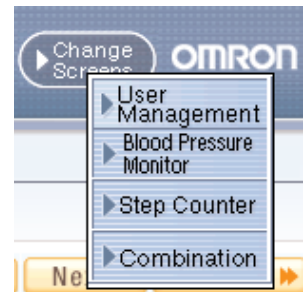 Change
Screens
OMRON
User
Management
Blood Pressure
Monitor
Step Counter
Combination
Ne